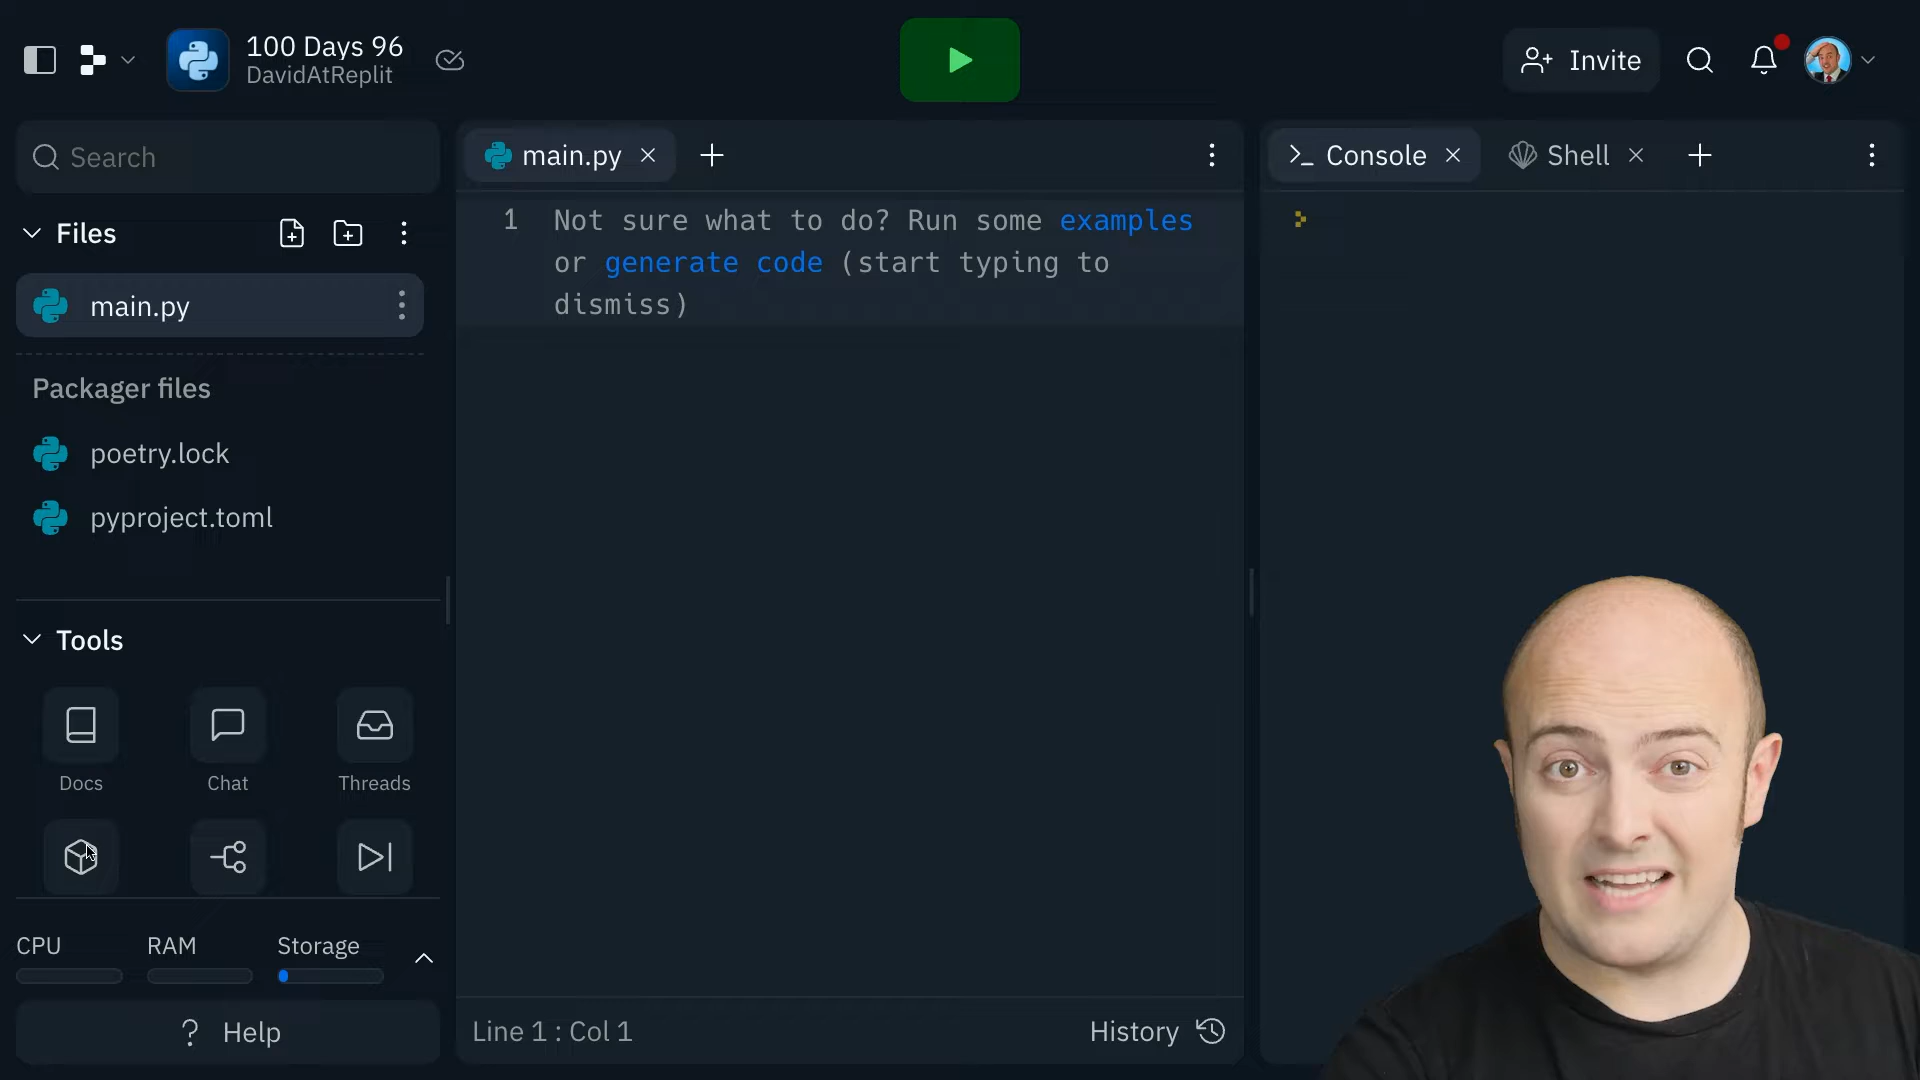 100 Days 96
DavidAtReplit
Invite
Search
Files
main.py
Packager files
poetry.lock
pyproject.toml
Tools
Docs
Chat
Threads
CPU
RAM
Storage
? Help
main.py
1 Not sure what to do? Run some examples
or generate code (start typing to
dismiss)
Line 1 : Col 1
History
Console
Shell